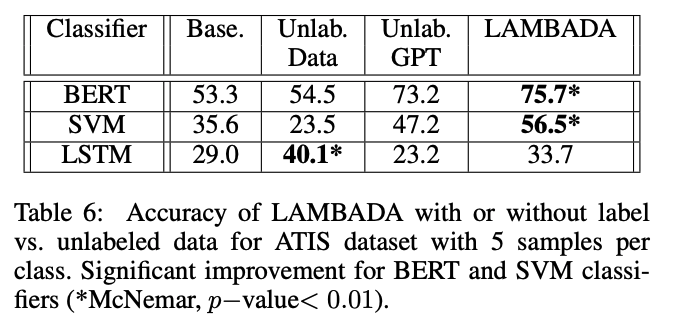 Classifier Base. Unlab. Unlab. LAMBADA
Data GPT
BERT 53.3 54.5 73.2 75.7*
SVM 35.6 23.5 47.2 56.5*
LSTM 29.0 40.1* 23.2 33.7
Table 6: Accuracy of LAMBADA with or without label
vs. unlabeled data for ATIS dataset with 5 samples per
class. Significant improvement for BERT and SVM classi-
fiers (*McNemar, p−value< 0.01).